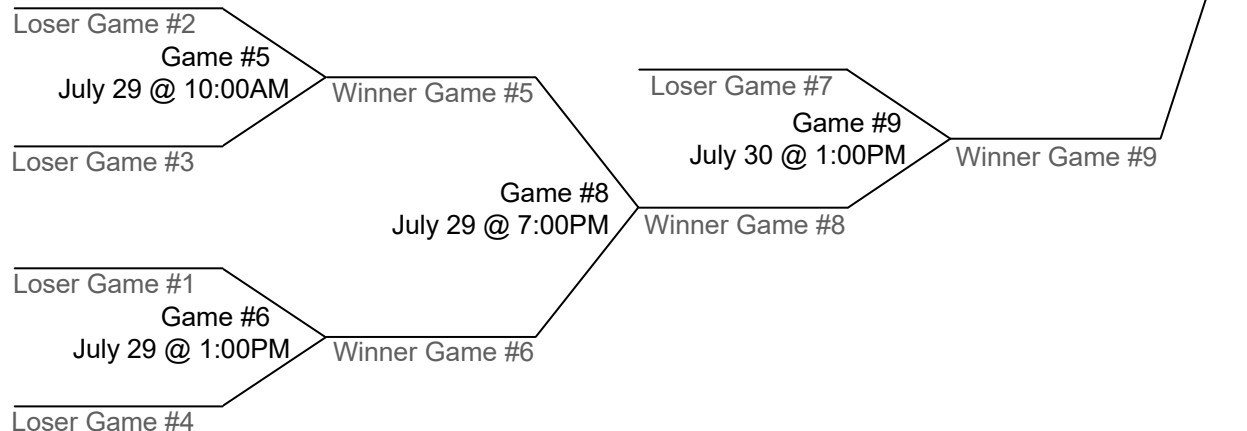 Loser Game #2
Game #5
July 29 @ 10:00AM
Winner Game #5
Loser Game #3
Loser Game #7
Game #9
July 30 @ 1:00PM
Winner Game #9
Game #8
July 29 @ 7:00PM
Winner Game #8
Loser Game #1
Game #6
July 29 @ 1:00PM
Winner Game #6
Loser Game #4